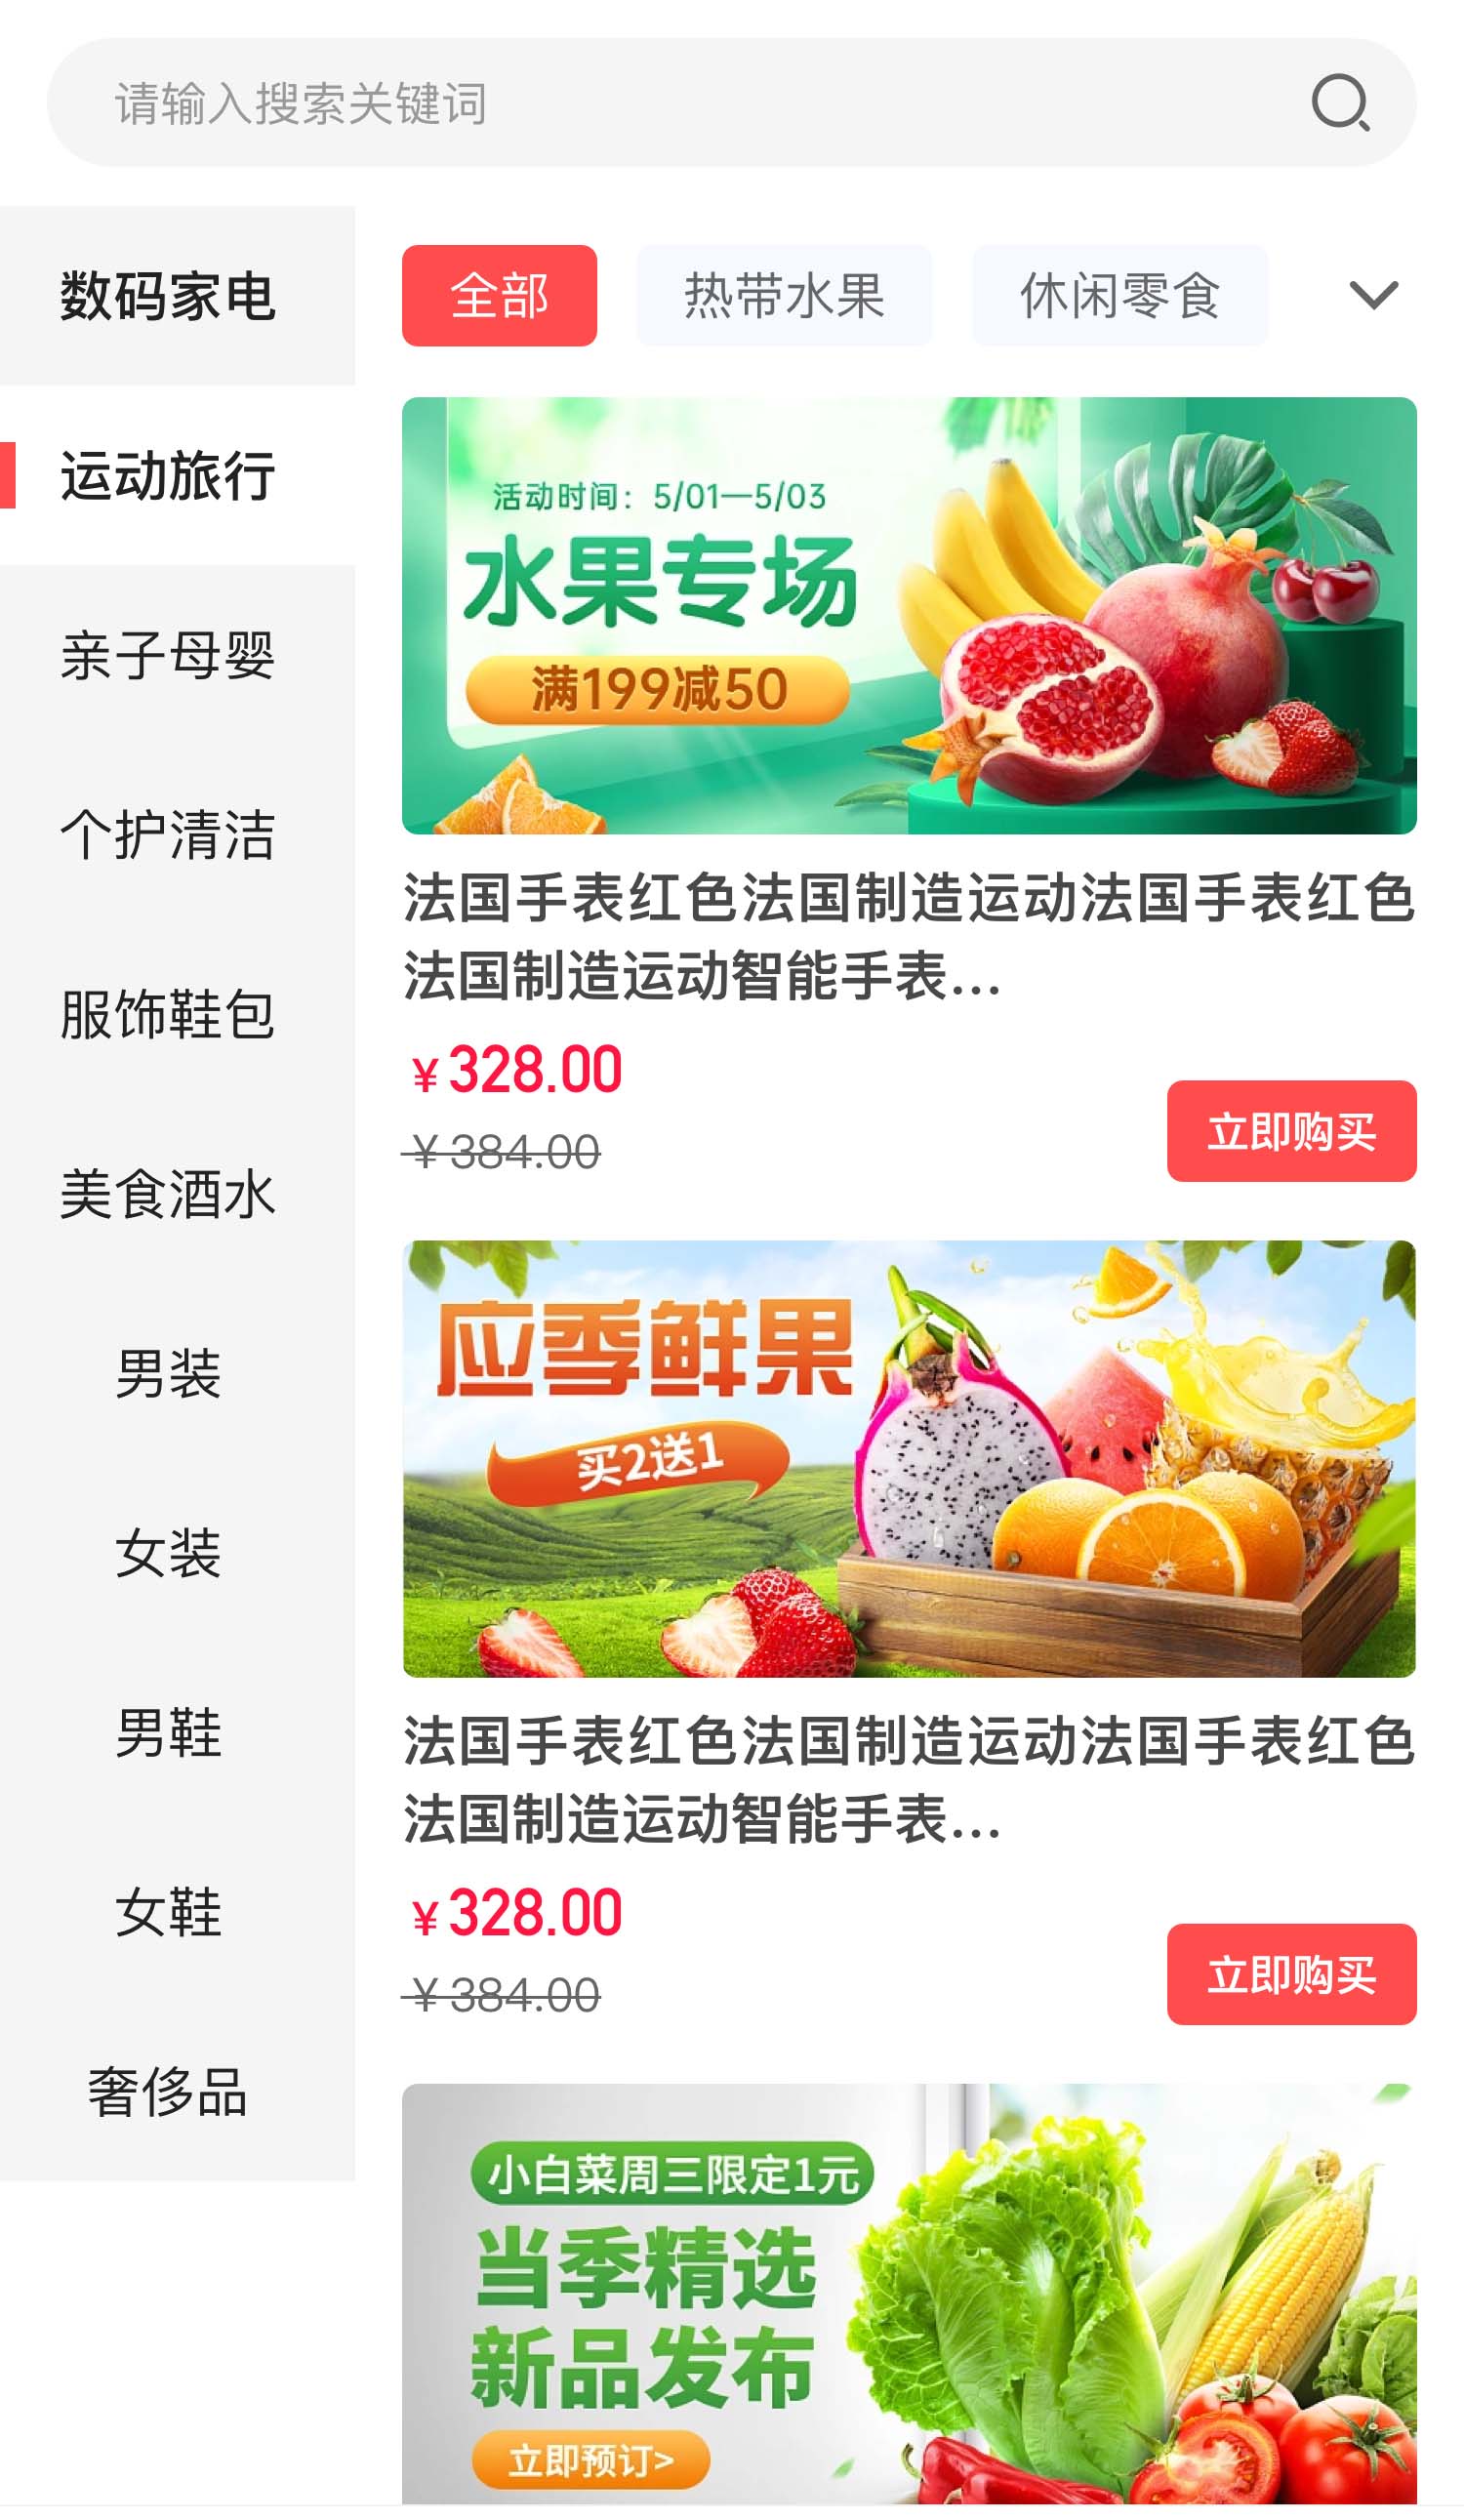 请输入搜索关键词
数码家电
运动旅行
亲子母婴
个护清洁
服饰鞋包
美食酒水
男装
女装
男鞋
女鞋
奢侈品
全部
热带水果
休闲零食
活动时间：5/01—5/03
水果专场
满199减50
法国手表红色法国制造运动法国手表红色
法国制造运动智能手表...
¥328.00
¥384.00
立即购买
应季鲜果
买2送1
法国手表红色法国制造运动法国手表红色
法国制造运动智能手表...
¥328.00
¥384.00
立即购买
小白菜周三限定1元
当季精选
新品发布
立即预订>